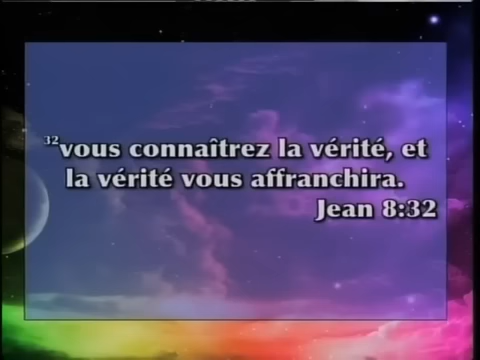 32vous connaîtrez la vérité, et
la vérité vous affranchira.
Jean 8:32